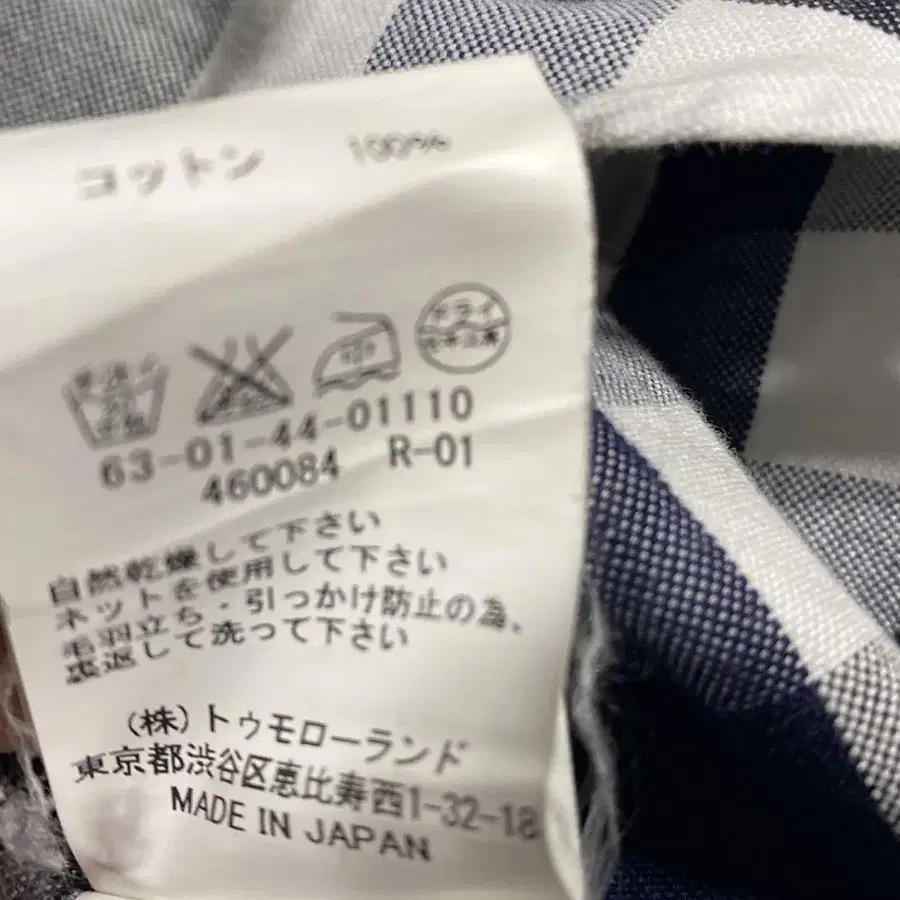 コットン 100%
ドライ
63-01-44-01110
460084 R-01
自然乾燥して下さい
ネットを使用して下さい
毛羽立ち・引っかけ防止の為、
裏返して洗って下さい
(株)トゥモローランド
東京都渋谷区恵比寿西1-32-18
MADE IN JAPAN